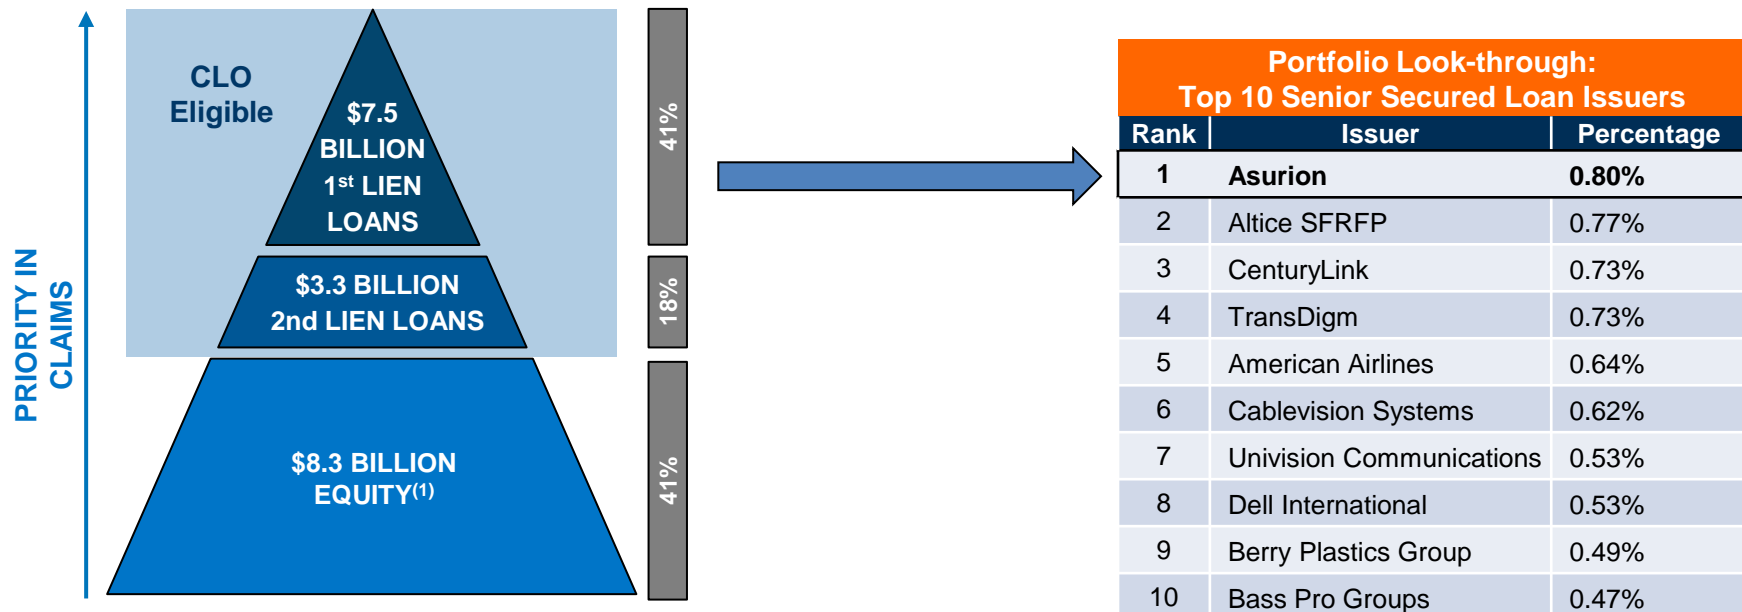 PRIORITY IN
CLAIMS
CLO
Eligible
$7.5
BILLION
1st LIEN
LOANS
$3.3 BILLION
2nd LIEN LOANS
$8.3 BILLION
EQUITY(1)
41%
18%
41%
Portfolio Look-through:
Top 10 Senior Secured Loan Issuers
Rank Issuer Percentage
1 Asurion 0.80%
2 Altice SFRFP 0.77%
3 CenturyLink 0.73%
4 TransDigm 0.73%
5 American Airlines 0.64%
6 Cablevision Systems 0.62%
7 Univision Communications 0.53%
8 Dell International 0.53%
9 Berry Plastics Group 0.49%
10 Bass Pro Groups 0.47%